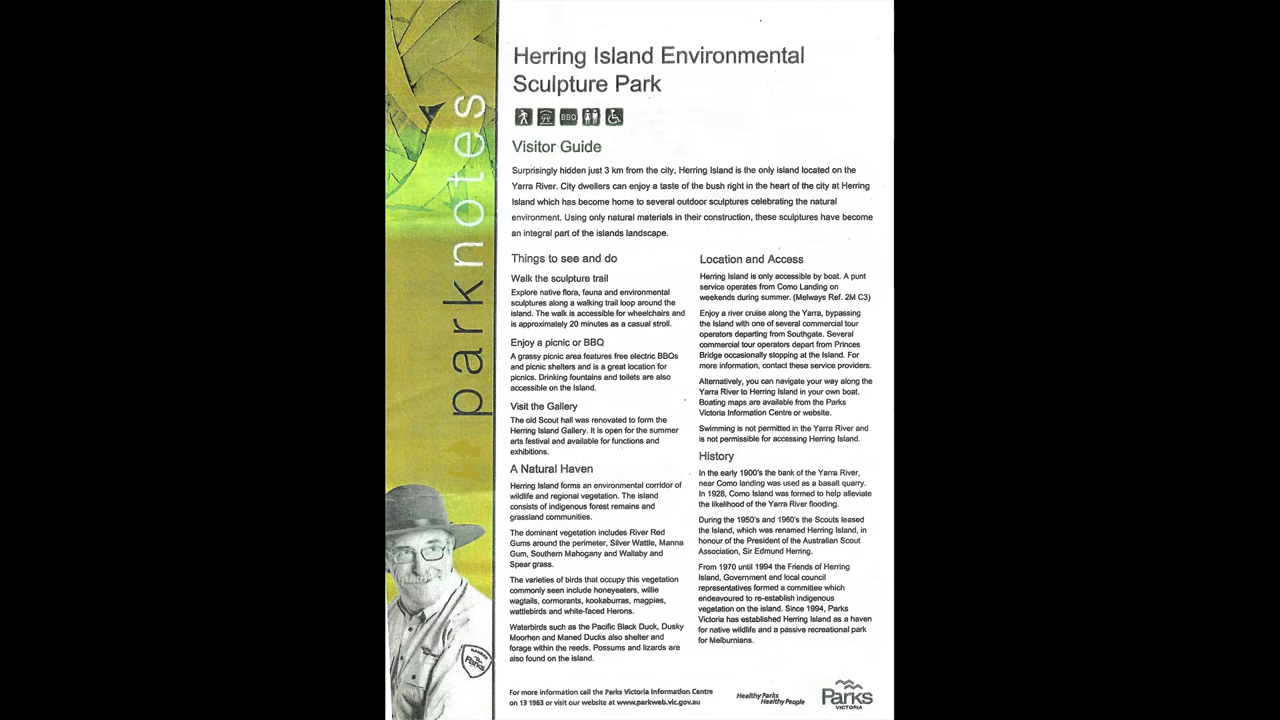 parknotes
Herring Island Environmental
Sculpture Park
BBQ
Visitor Guide
Surprisingly hidden just 3 km from the city, Herring Island is the only island located on the
Yarra River. City dwellers can enjoy a taste of the bush right in the heart of the city at Herring
Island which has become home to several outdoor sculptures celebrating the natural
environment. Using only natural materials in their construction, these sculptures have become
an integral part of the islands landscape.
Things to see and do
Walk the sculpture trail
Explore native flora, fauna and environmental
sculptures along a walking trail loop around the
island. The walk is accessible for wheelchairs and
is approximately 20 minutes as a casual stroll.
Enjoy a picnic or BBQ
A grassy picnic area features free electric BBQs
and picnic shelters and is a great location for
picnics. Drinking fountains and toilets are also
accessible on the Island.
Visit the Gallery
The old Scout hall was renovated to form the
Herring Island Gallery. It is open for the summer
arts festival and available for functions and
exhibitions.
A Natural Haven
Herring Island forms an environmental corridor of
wildlife and regional vegetation. The island
consists of indigenous forest remains and
grassland communities.
The dominant vegetation includes River Red
Gums around the perimeter, Silver Wattle, Manna
Gum, Southern Mahogany and Wallaby and
Spear grass.
The varieties of birds that occupy this vegetation
commonly seen include honeyeaters, willie
wagtails, cormorants, kookaburras, magpies,
wattlebirds and white-faced Herons.
Waterbirds such as the Pacific Black Duck, Dusky
Moorhen and Maned Ducks also shelter and
forage within the reeds. Possums and lizards are
also found on the island.
Location and Access
Herring Island is only accessible by boat. A punt
service operates from Como Landing on
weekends during summer. (Melways Ref. 2M C3)
Enjoy a river cruise along the Yarra, bypassing
the Island with one of several commercial tour
operators departing from Southgate. Several
commercial tour operators depart from Princes
Bridge occasionally stopping at the Island. For
more information, contact these service providers.
Alternatively, you can navigate your way along the
Yarra River to Herring Island in your own boat.
Boating maps are available from the Parks
Victoria Information Centre or website.
Swimming is not permitted in the Yarra River and
is not permissible for accessing Herring Island.
History
In the early 1900's the bank of the Yarra River,
near Como landing was used as a basalt quarry.
In 1928, Como Island was formed to help alleviate
the likelihood of the Yarra River flooding.
During the 1950's and 1960's the Scouts leased
the Island, which was renamed Herring Island, in
honour of the President of the Australian Scout
Association, Sir Edmund Herring.
From 1970 until 1994 the Friends of Herring
Island, Government and local council
representatives formed a committee which
endeavoured to re-establish indigenous
vegetation on the island. Since 1994, Parks
Victoria has established Herring Island as a haven
for native wildlife and a passive recreational park
for Melburnians.
RANGER
Parks
For more information call the Parks Victoria Information Centre
on 13 1963 or visit our website at www.parkweb.vic.gov.au
Healthy Parks
Healthy People
Parks
VICTORIA